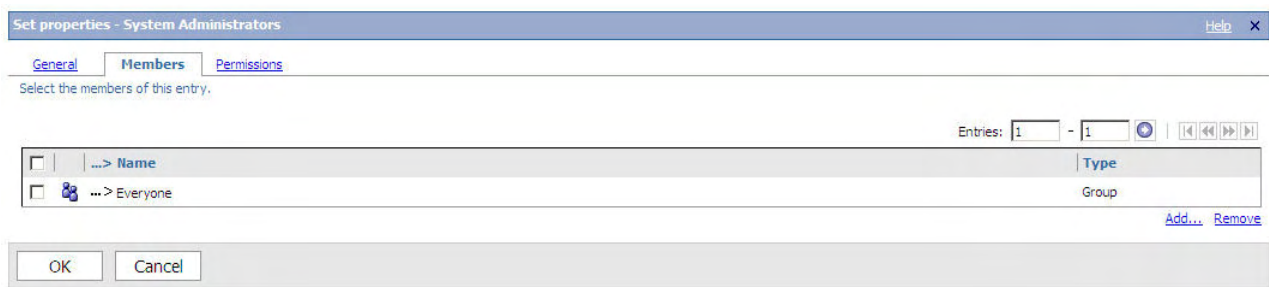 Set properties - System Administrators Help X
General Members Permissions
Select the members of this entry.
Entries: 1 - 1
...> Name Type
...> Everyone Group
Add... Remove
OK Cancel